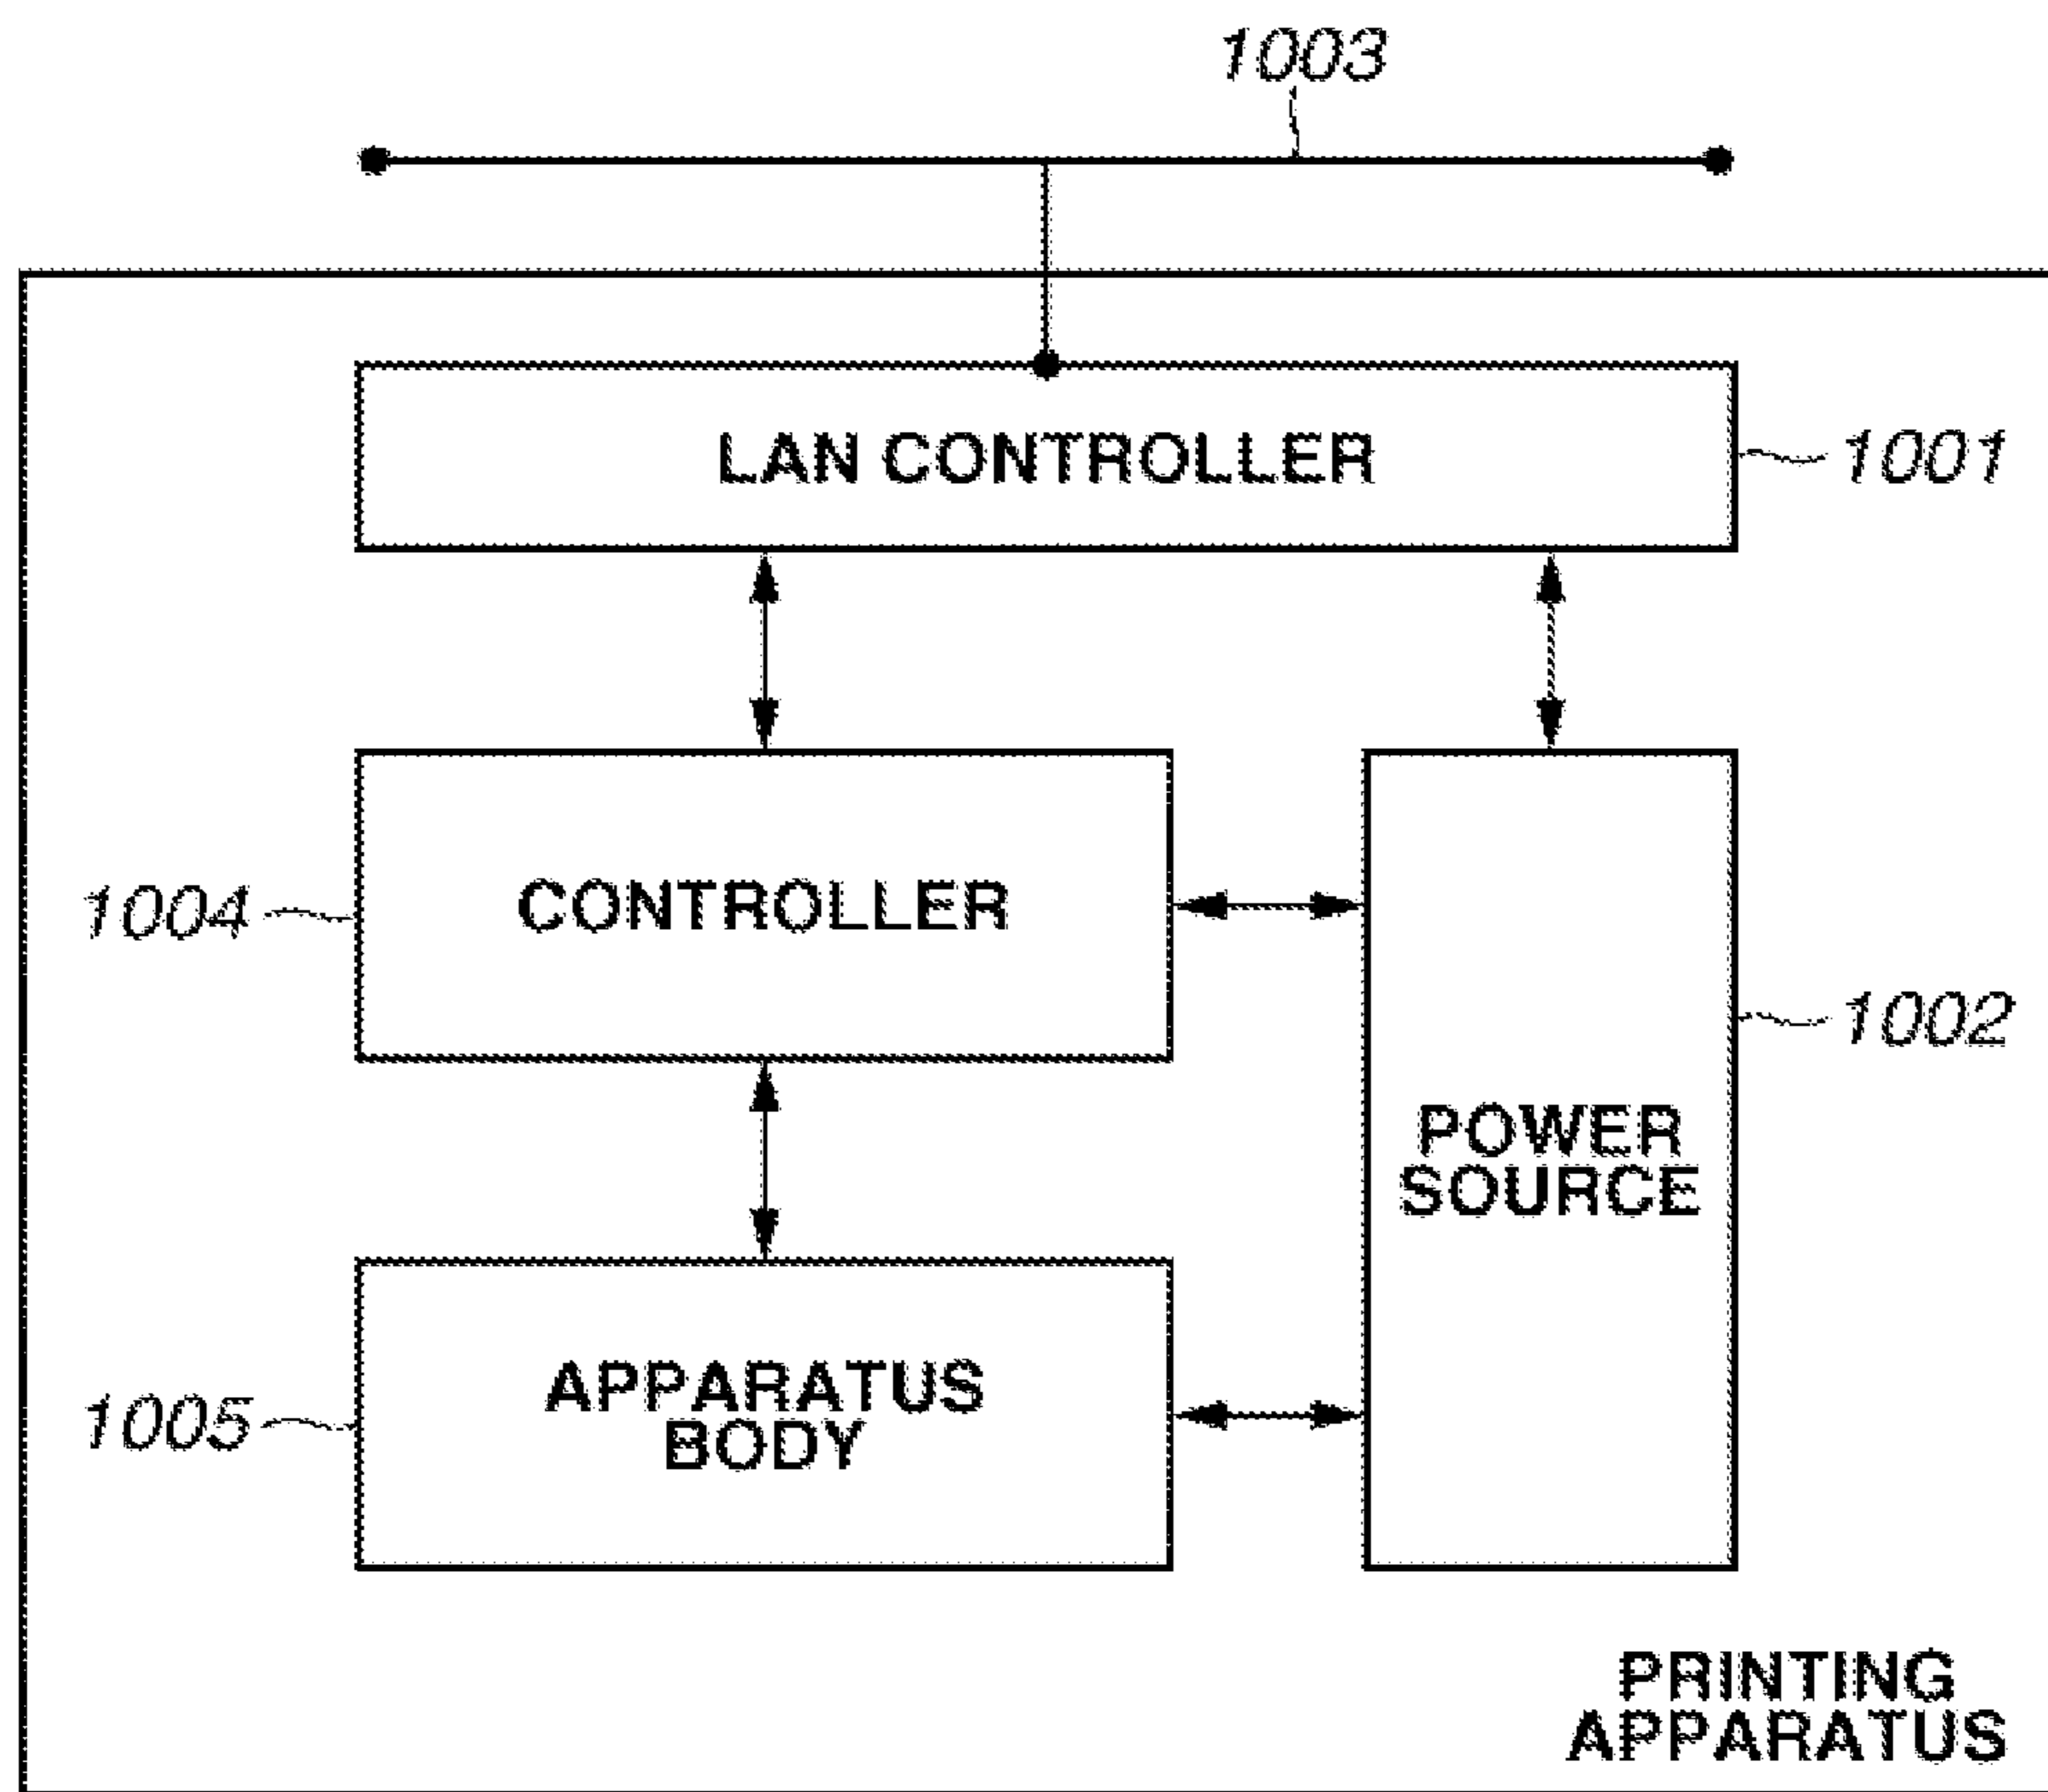 1003
LAN CONTROLLER
1001
1004
CONTROLLER
1002
POWER
SOURCE
1005
APPARATUS
BODY
PRINTING
APPARATUS